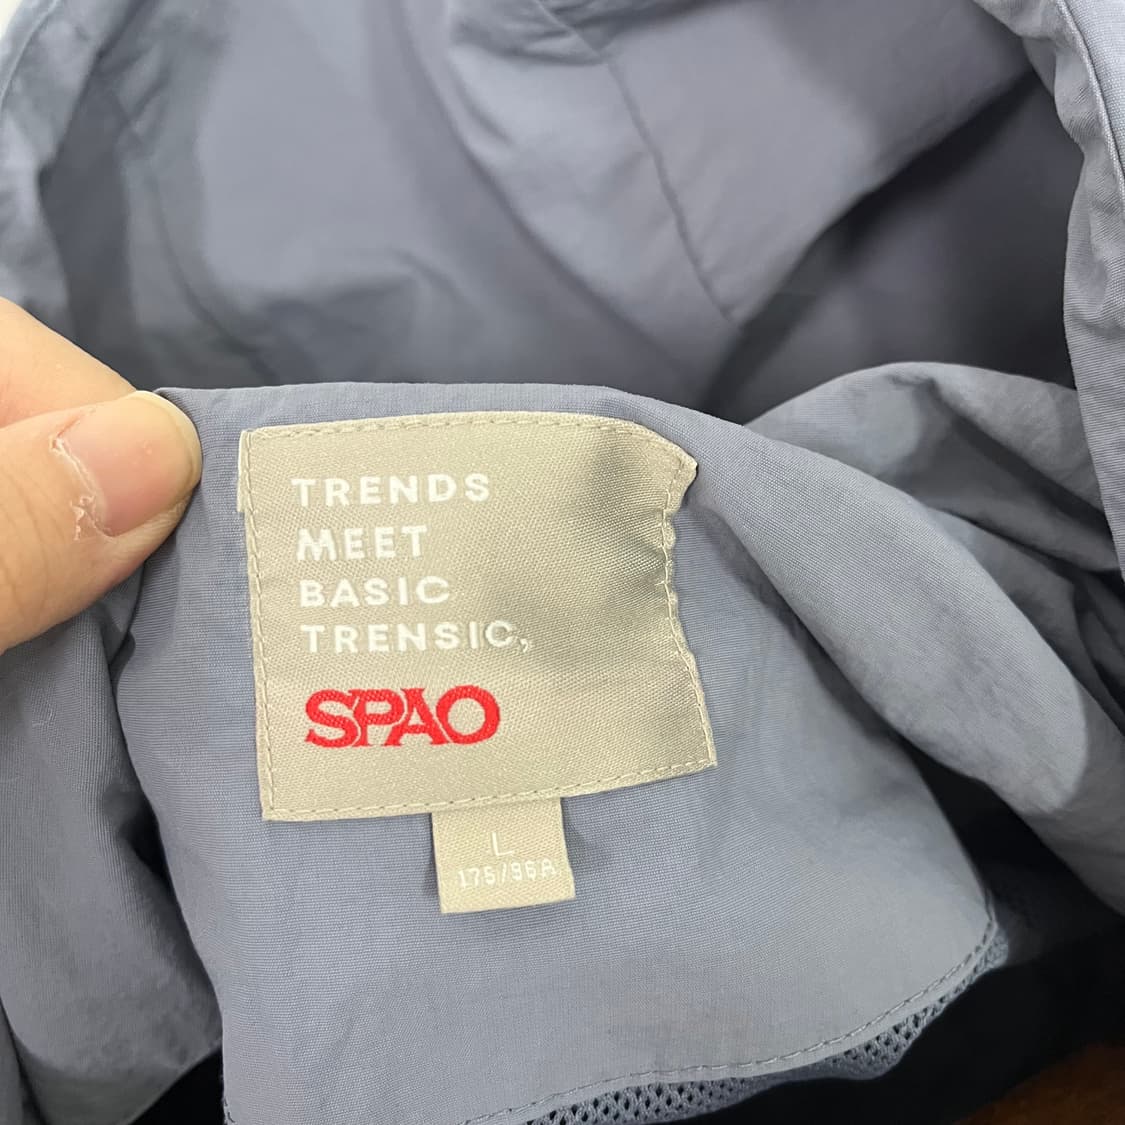 TRENDS
MEET
BASIC
TRENSIC,
SPAO
L
175/96A